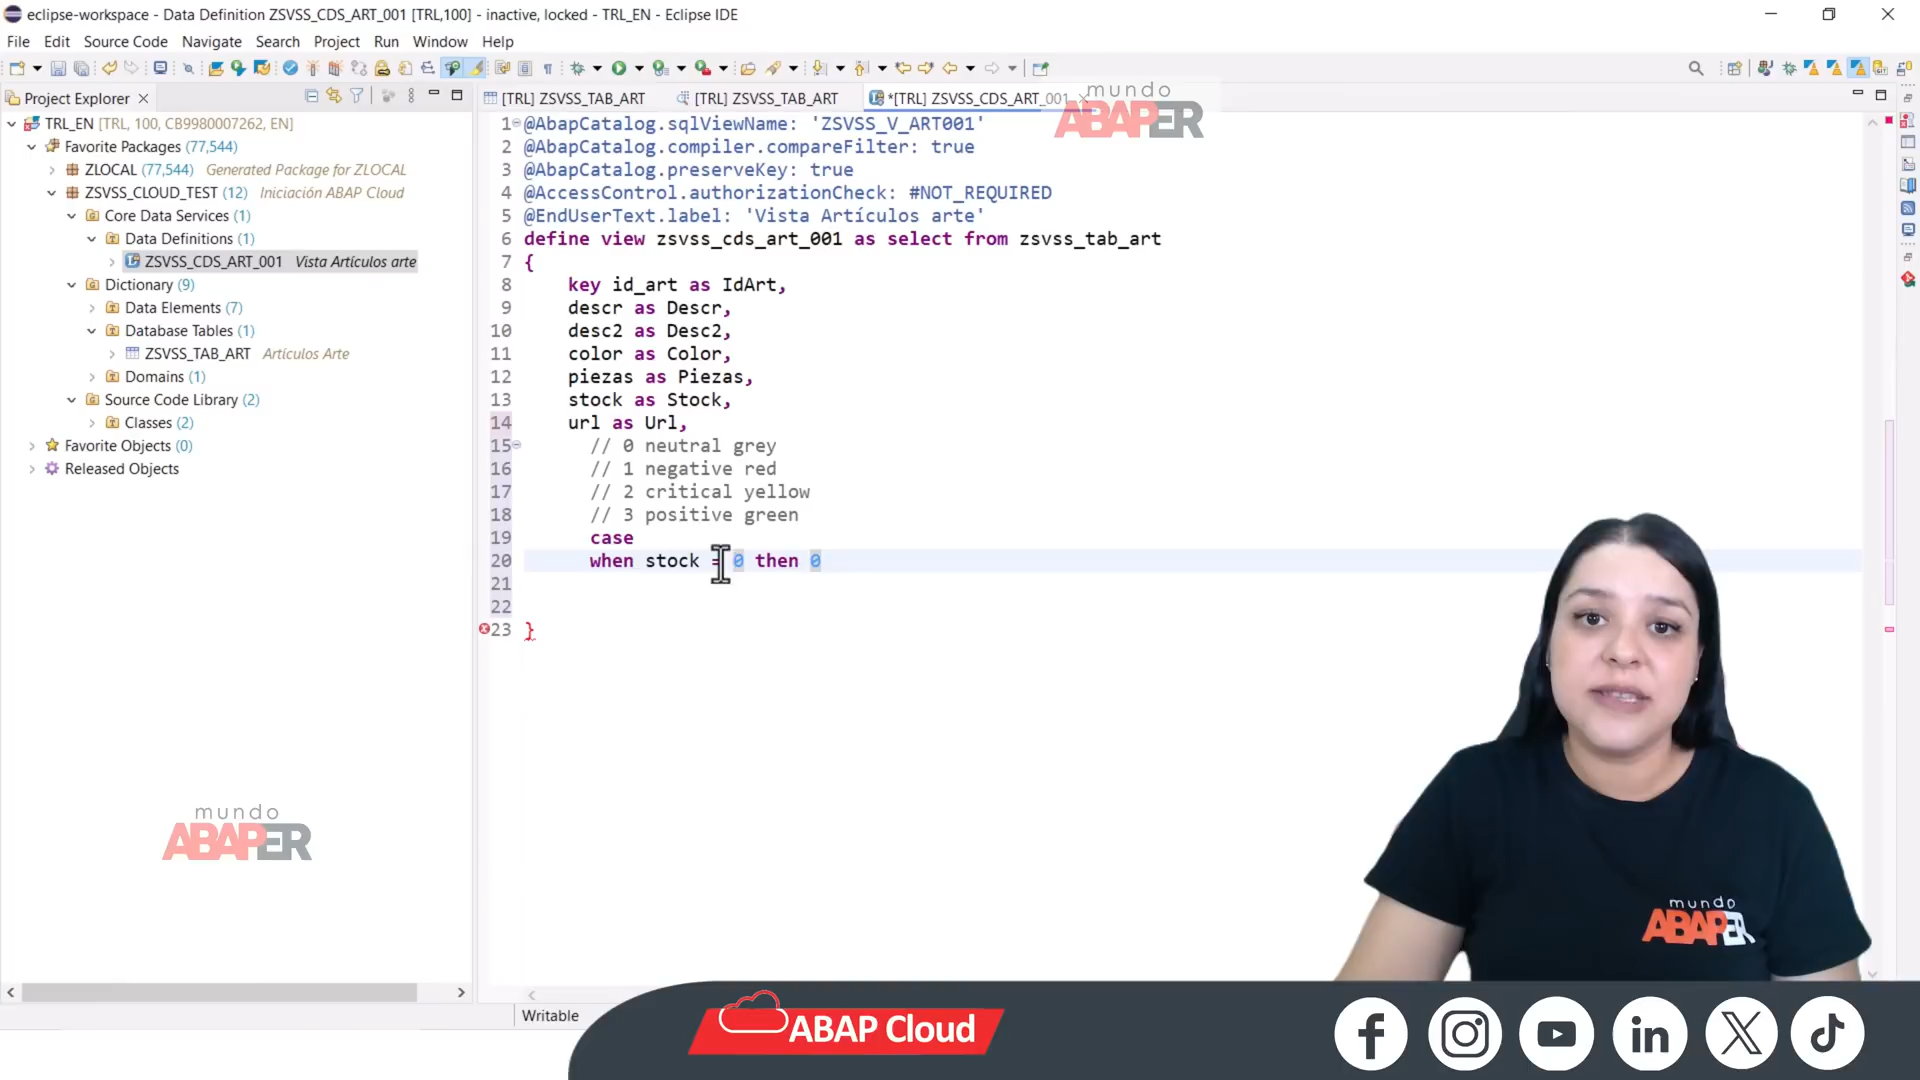 eclipse-workspace - Data Definition ZSVSS_CDS_ART_001 [TRL,100] - inactive, locked - TRL_EN - Eclipse IDE
File Edit Source Code Navigate Search Project Run Window Help
Project Explorer
[TRL] ZSVSS_TAB_ART
[TRL] ZSVSS_TAB_ART
*[TRL] ZSVSS_CDS_ART_001
mundo
ABAPER
TRL_EN [TRL, 100, CB9980007262, EN]
Favorite Packages (77,544)
ZLOCAL (77,544) Generated Package for ZLOCAL
ZSVSS_CLOUD_TEST (12) Iniciación ABAP Cloud
Core Data Services (1)
Data Definitions (1)
ZSVSS_CDS_ART_001 Vista Artículos arte
Dictionary (9)
Data Elements (7)
Database Tables (1)
ZSVSS_TAB_ART Artículos Arte
Domains (1)
Source Code Library (2)
Classes (2)
Favorite Objects (0)
Released Objects
1 @AbapCatalog.sqlViewName: 'ZSVSS_V_ART001'
2 @AbapCatalog.compiler.compareFilter: true
3 @AbapCatalog.preserveKey: true
4 @AccessControl.authorizationCheck: #NOT_REQUIRED
5 @EndUserText.label: 'Vista Artículos arte'
6 define view zsvss_cds_art_001 as select from zsvss_tab_art
7 {
8 key id_art as IdArt,
9 descr as Descr,
10 desc2 as Desc2,
11 color as Color,
12 piezas as Piezas,
13 stock as Stock,
14 url as Url,
15 // 0 neutral grey
16 // 1 negative red
17 // 2 critical yellow
18 // 3 positive green
19 case
20 when stock = 0 then 0
21
22
23 }
mundo
ABAPER
mundo
ABAPER
Writable
ABAP Cloud